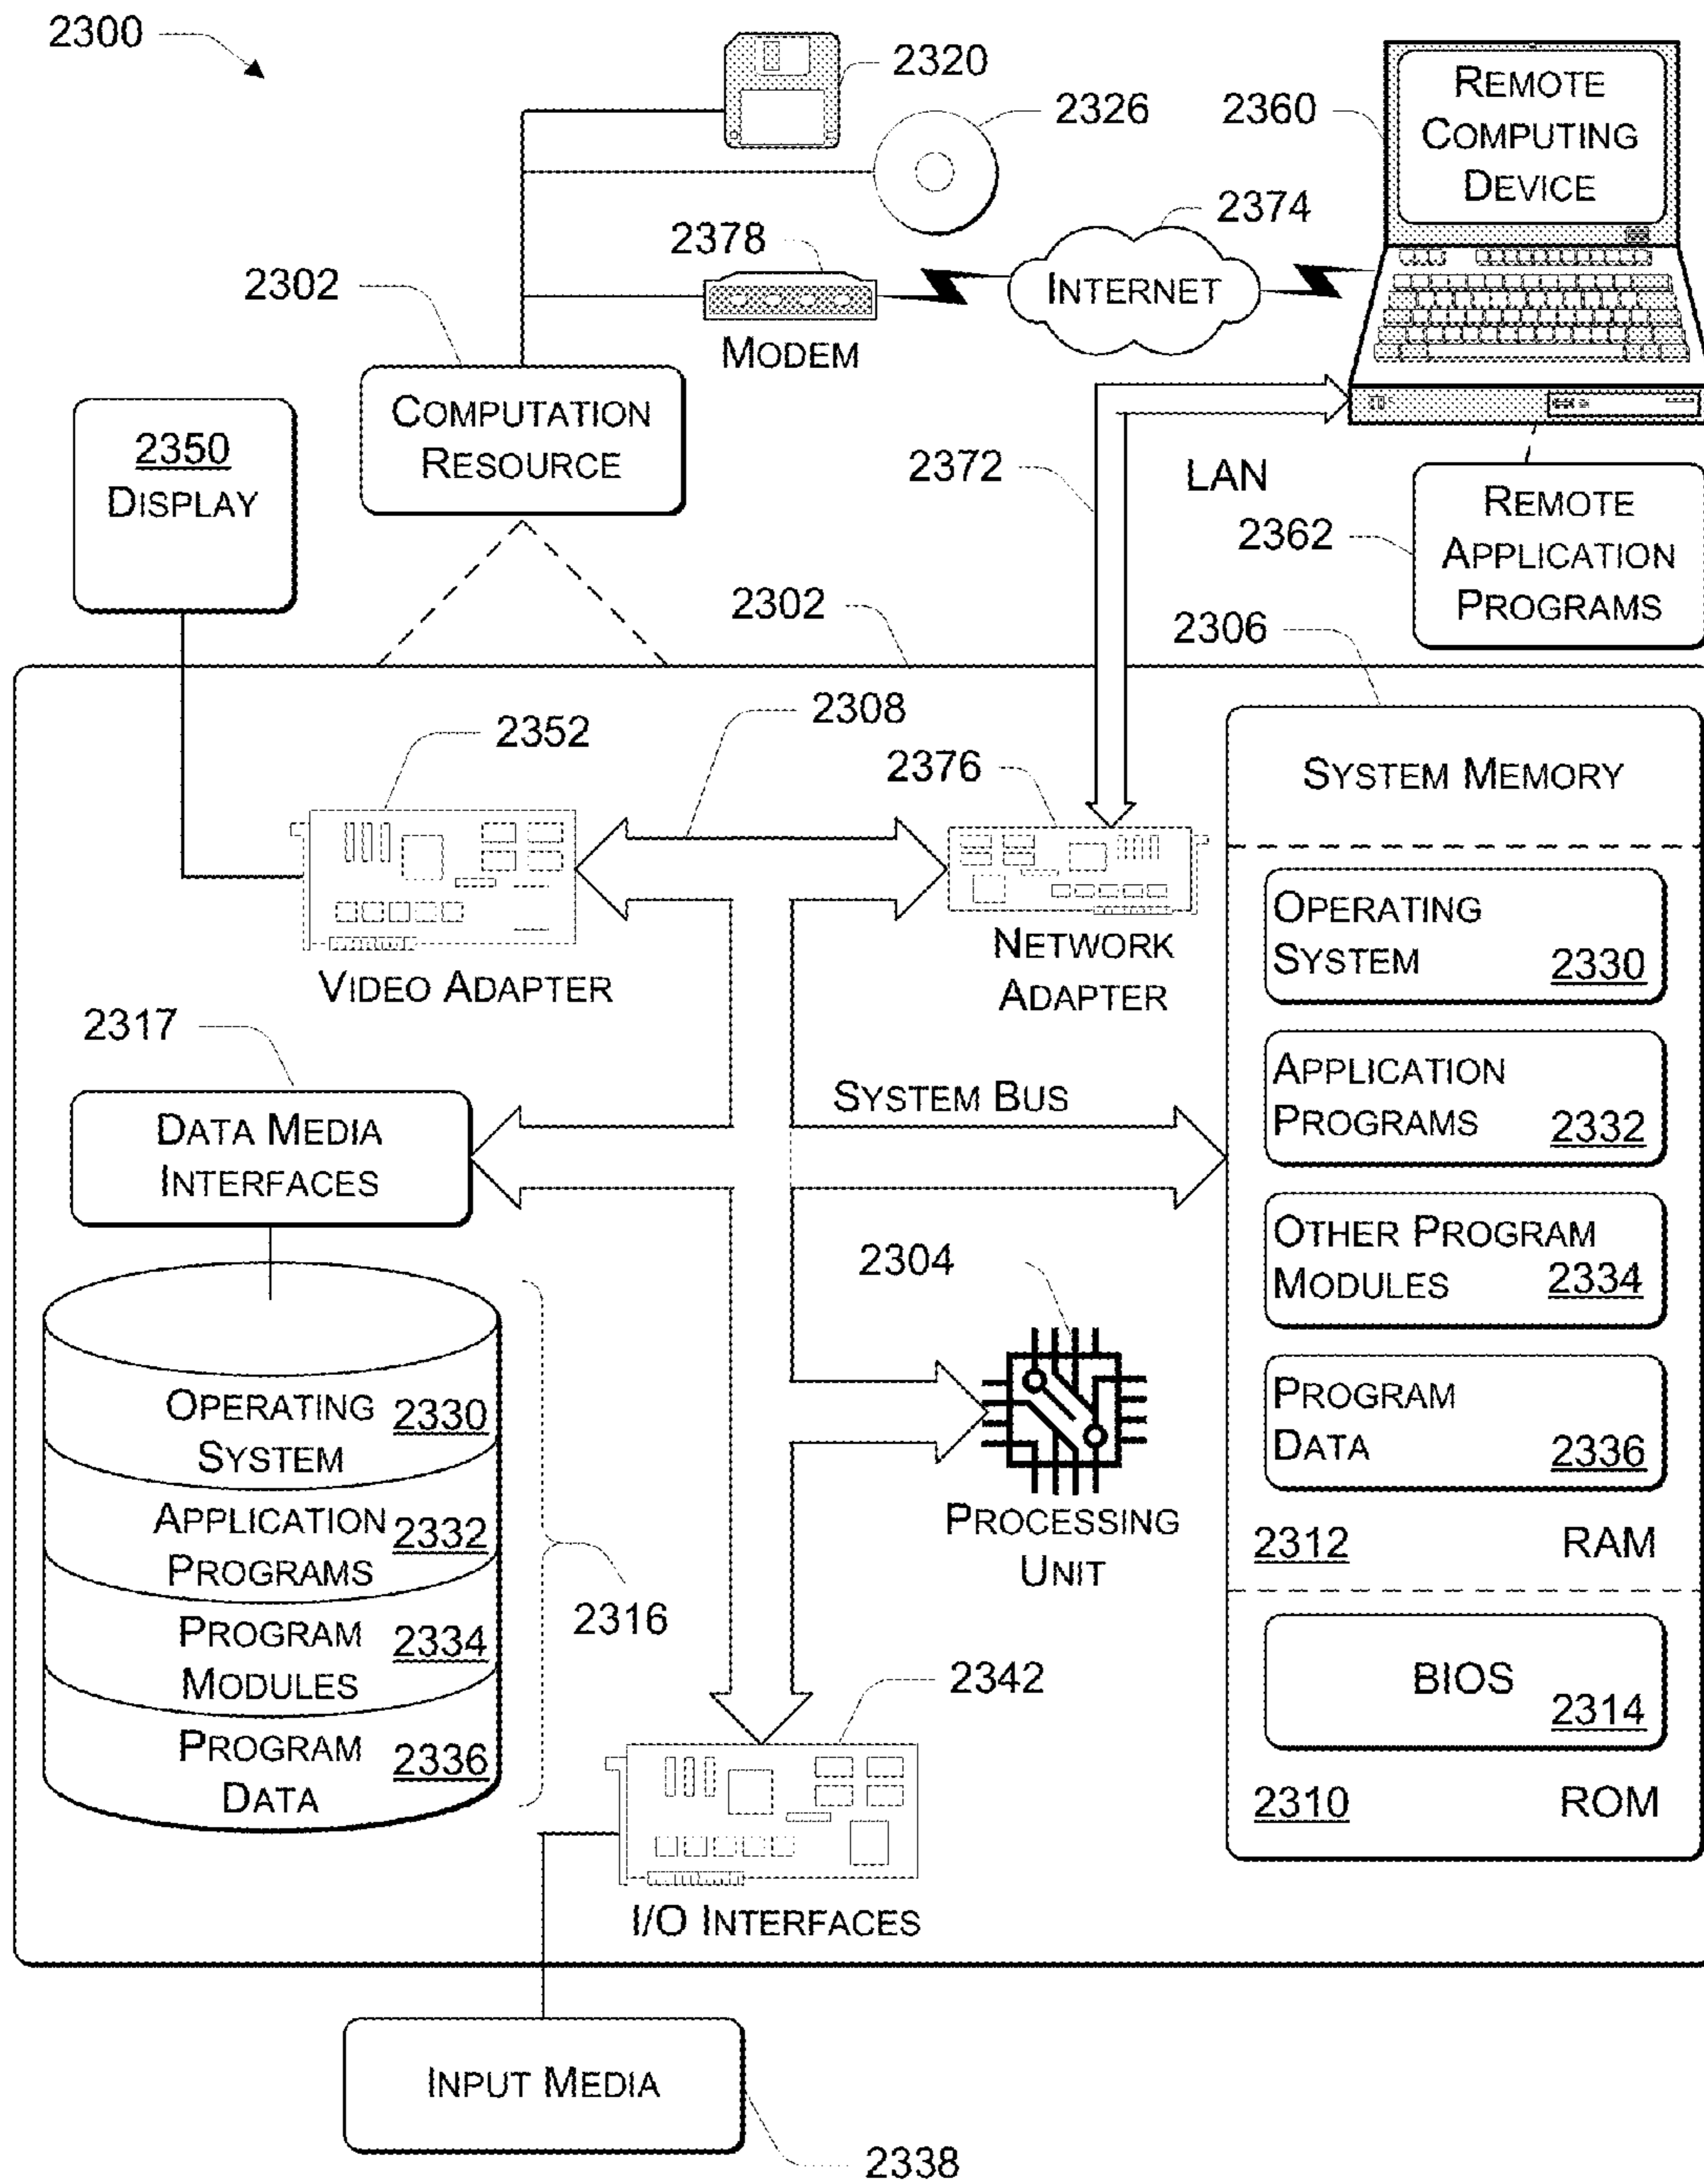 2300
2320
2326
2360
REMOTE
COMPUTING
DEVICE
2374
2378
INTERNET
2302
MODEM
COMPUTATION
RESOURCE
2350
DISPLAY
2372
LAN
2362
REMOTE
APPLICATION
PROGRAMS
2302
2306
2308
2352
2376
SYSTEM MEMORY
VIDEO ADAPTER
NETWORK
ADAPTER
OPERATING
SYSTEM 2330
2317
APPLICATION
PROGRAMS 2332
SYSTEM BUS
DATA MEDIA
INTERFACES
OTHER PROGRAM
MODULES 2334
2304
PROGRAM
DATA 2336
OPERATING 2330
SYSTEM
APPLICATION 2332
PROGRAMS
PROCESSING
UNIT
2312 RAM
2316
PROGRAM 2334
MODULES
2342
BIOS
2314
PROGRAM 2336
DATA
2310 ROM
I/O INTERFACES
INPUT MEDIA
2338